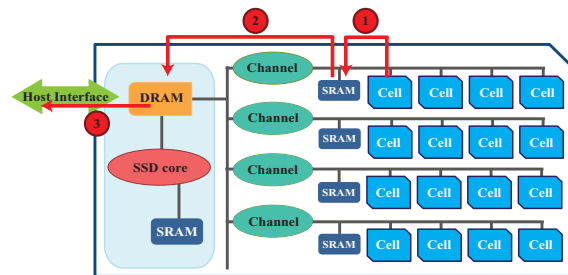 2
1
Channel
SRAM
Cell Cell Cell Cell
Host Interface
DRAM
3
Channel
SRAM
Cell Cell Cell Cell
SSD core
Channel
SRAM
Cell Cell Cell Cell
SRAM
Channel
SRAM
Cell Cell Cell Cell